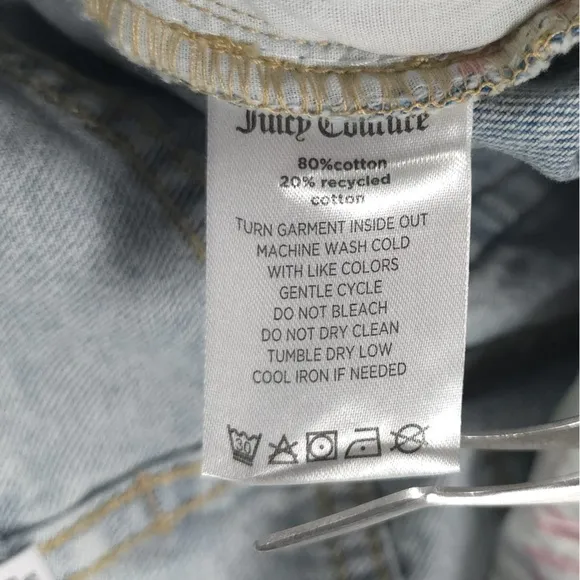 Juicy Couture
80%cotton
20% recycled
cotton
TURN GARMENT INSIDE OUT
MACHINE WASH COLD
WITH LIKE COLORS
GENTLE CYCLE
DO NOT BLEACH
DO NOT DRY CLEAN
TUMBLE DRY LOW
COOL IRON IF NEEDED
30